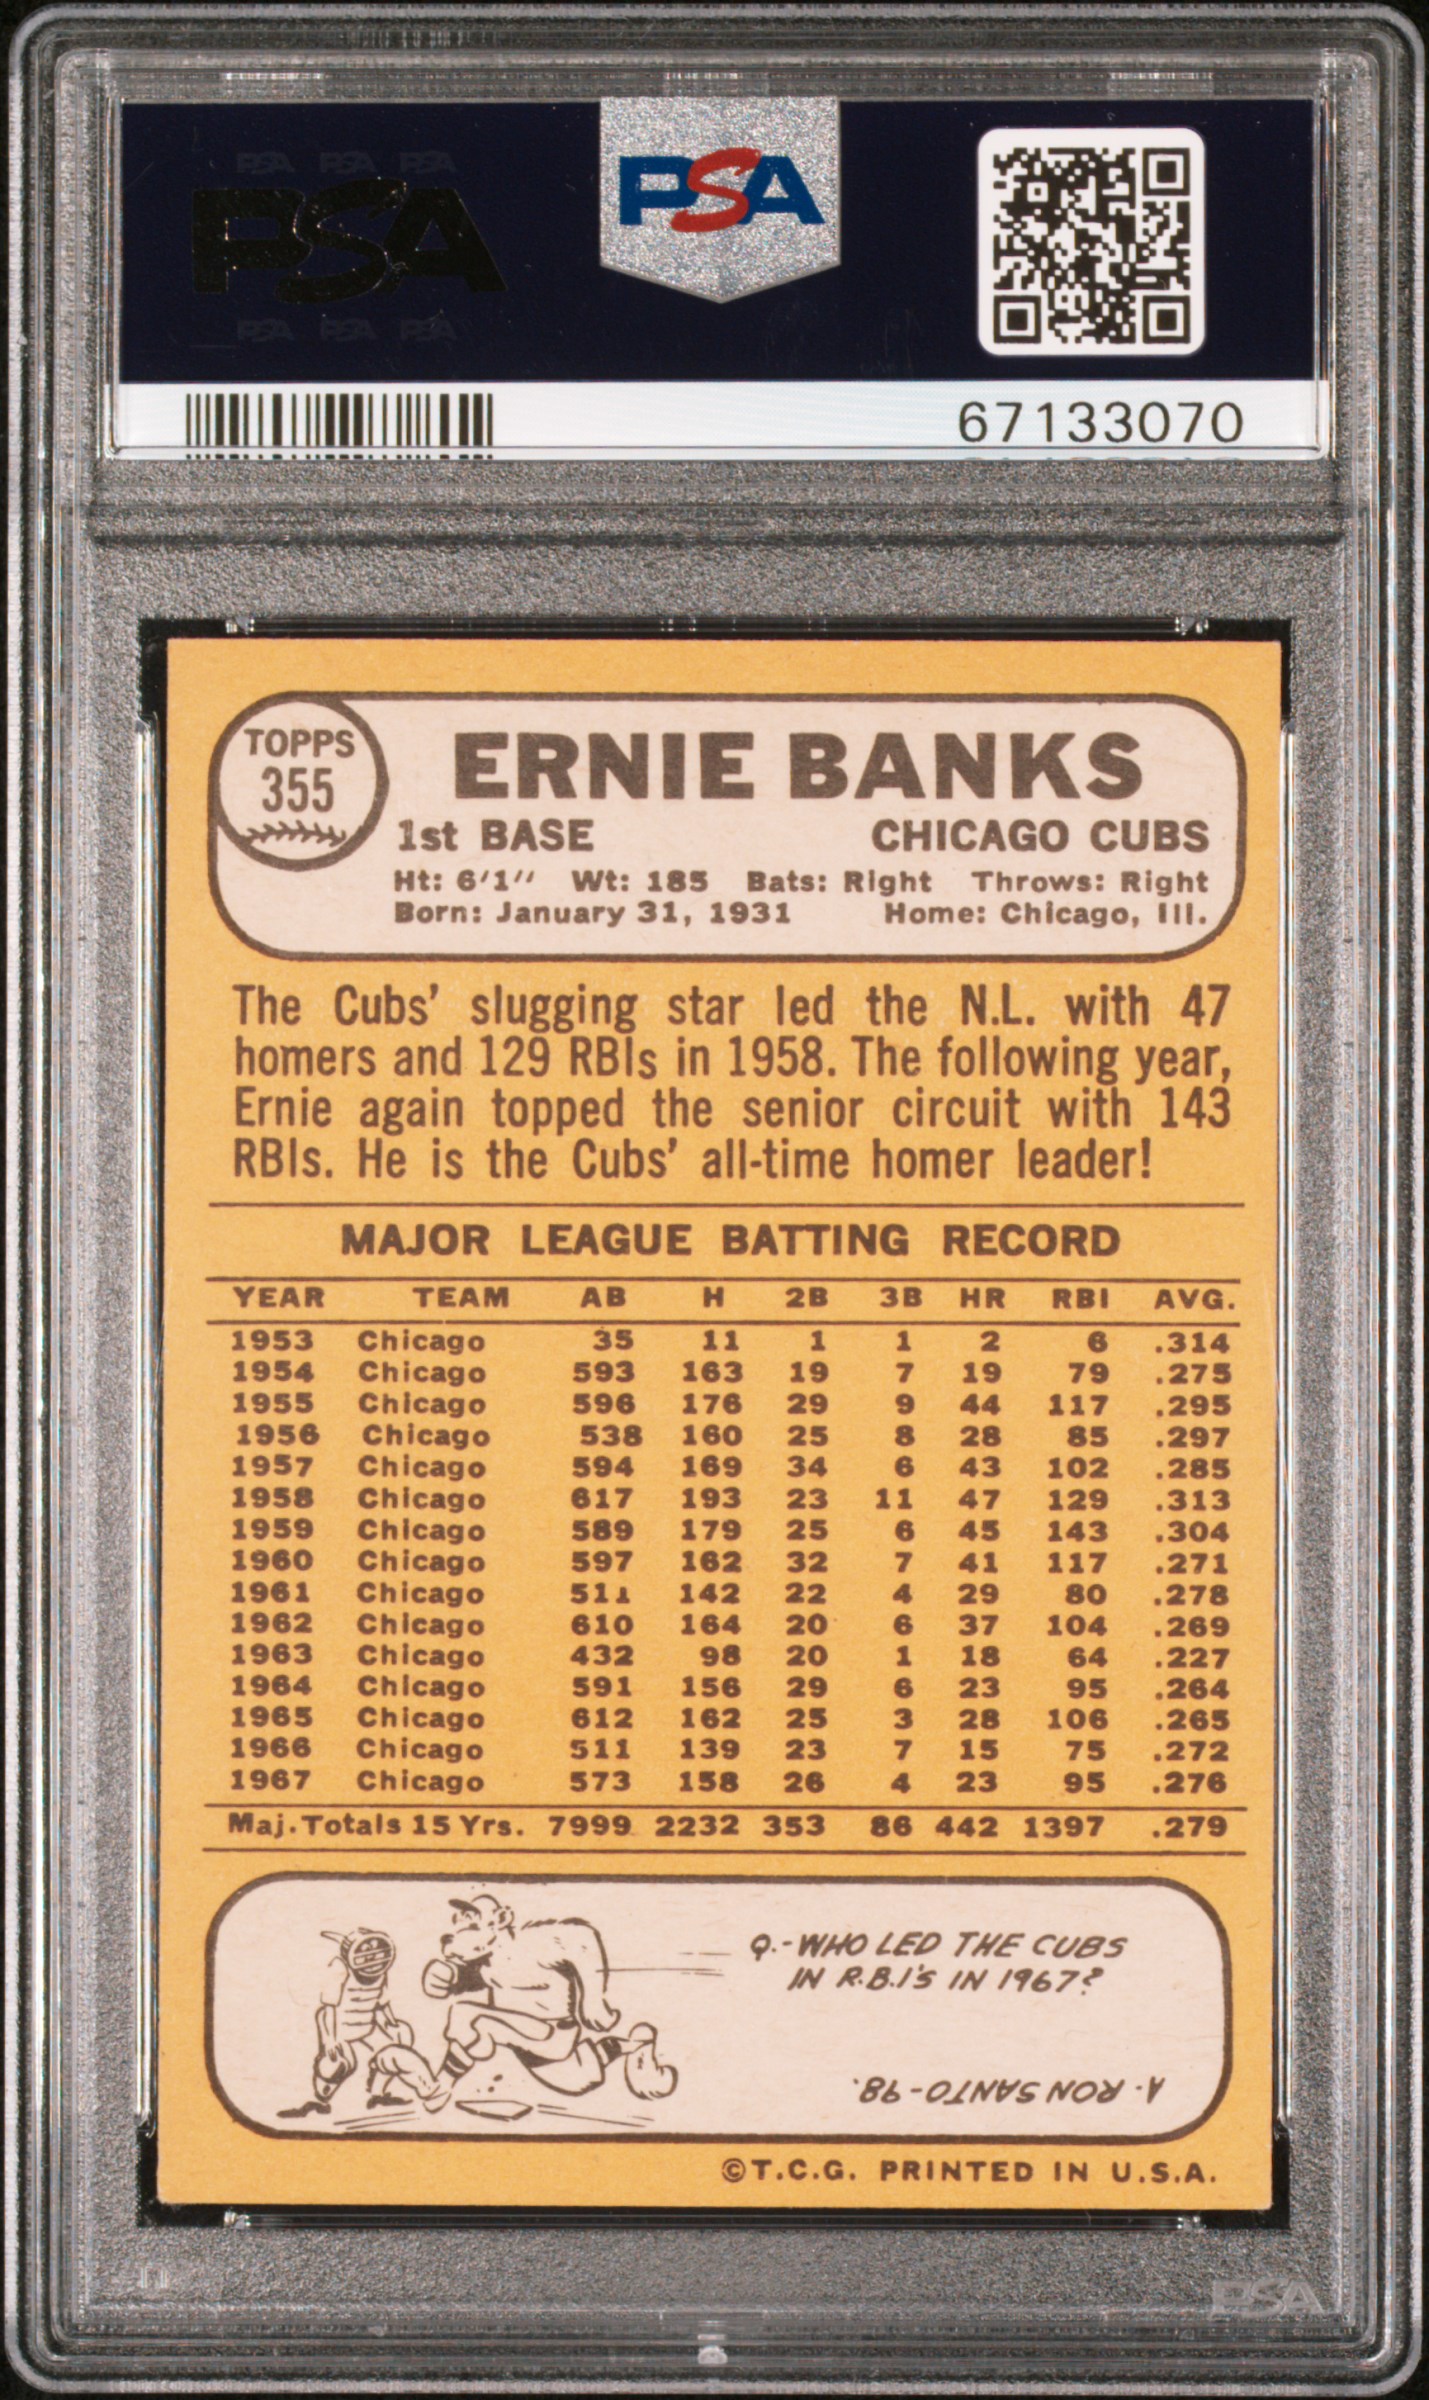 PSA PSA PSA
PSA
PSA PSA PSA
PSA
67133070
TOPPS
355
ERNIE BANKS
1st BASE CHICAGO CUBS
Ht: 6'1" Wt: 185 Bats: Right Throws: Right
Born: January 31, 1931 Home: Chicago, Ill.
The Cubs' slugging star led the N.L. with 47
homers and 129 RBIs in 1958. The following year,
Ernie again topped the senior circuit with 143
RBIs. He is the Cubs' all-time homer leader!
MAJOR LEAGUE BATTING RECORD
YEAR TEAM AB H 2B 3B HR RBI AVG.
1953 Chicago 35 11 1 1 2 6 .314
1954 Chicago 593 163 19 7 19 79 .275
1955 Chicago 596 176 29 9 44 117 .295
1956 Chicago 538 160 25 8 28 85 .297
1957 Chicago 594 169 34 6 43 102 .285
1958 Chicago 617 193 23 11 47 129 .313
1959 Chicago 589 179 25 6 45 143 .304
1960 Chicago 597 162 32 7 41 117 .271
1961 Chicago 511 142 22 4 29 80 .278
1962 Chicago 610 164 20 6 37 104 .269
1963 Chicago 432 98 20 1 18 64 .227
1964 Chicago 591 156 29 6 23 95 .264
1965 Chicago 612 162 25 3 28 106 .265
1966 Chicago 511 139 23 7 15 75 .272
1967 Chicago 573 158 26 4 23 95 .276
Maj. Totals 15 Yrs. 7999 2232 353 86 442 1397 .279
Q.-WHO LED THE CUBS
IN R.B.I'S IN 1967?
A.-RON SANTO-98.
©T.C.G. PRINTED IN U.S.A.
PSA